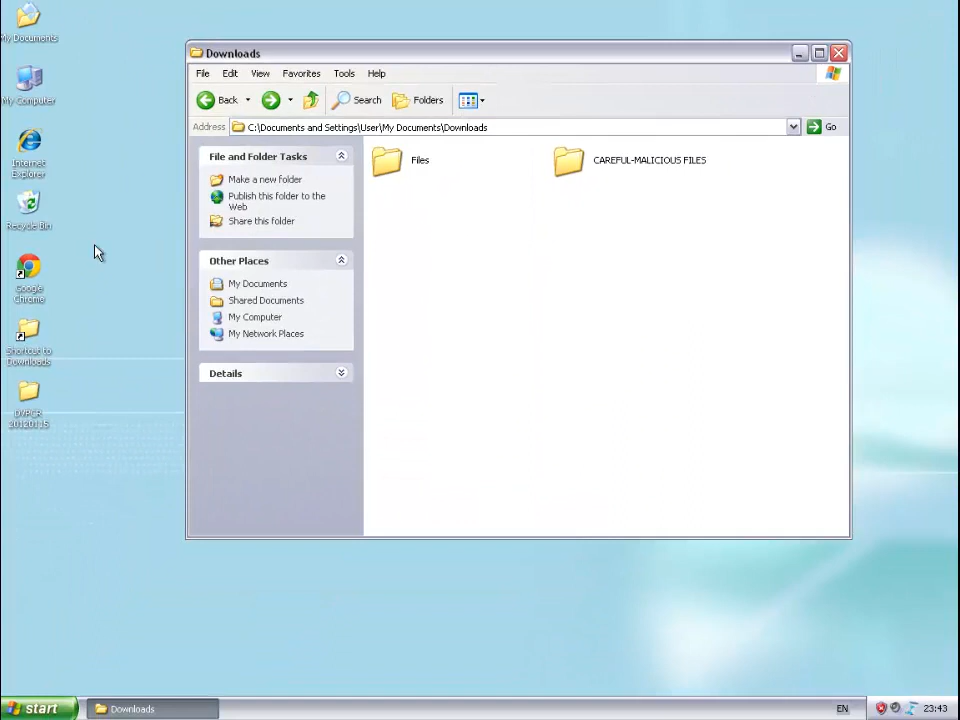 My Documents
My Computer
Internet
Explorer
Recycle Bin
Google
Chrome
Shortcut to
Downloads
Downloads
File Edit View Favorites Tools Help
Back Search Folders
Address C:\Documents and Settings\User\My Documents\Downloads Go
File and Folder Tasks
Make a new folder
Publish this folder to the
Web
Share this folder
Other Places
My Documents
Shared Documents
My Computer
My Network Places
Details
Files
CAREFUL-MALICIOUS FILES
start Downloads EN 23:43